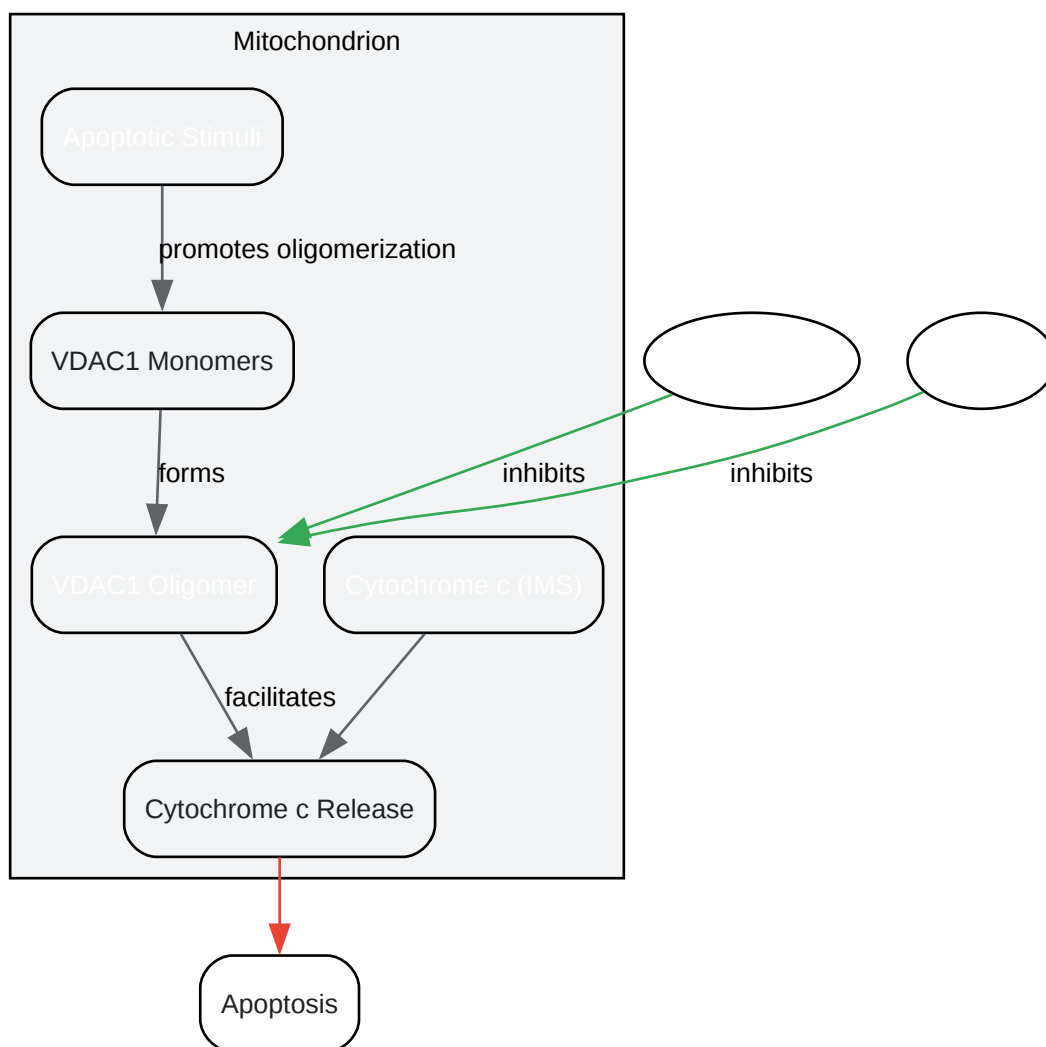 Mitochondrion
Apoptotic Stimuli
promotes oligomerization
VDAC1 Monomers
forms
inhibits
inhibits
VDAC1 Oligomer
Cytochrome c (IMS)
facilitates
Cytochrome c Release
Apoptosis